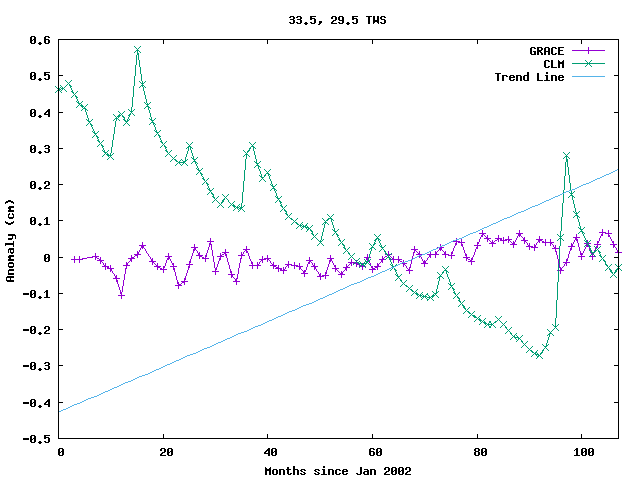 33.5, 29.5 TWS
GRACE
CLM
Trend Line
0.6
0.5
0.4
0.3
0.2
0.1
0
-0.1
-0.2
-0.3
-0.4
-0.5
Anomaly (cm)
0 20 40 60 80 100
Months since Jan 2002